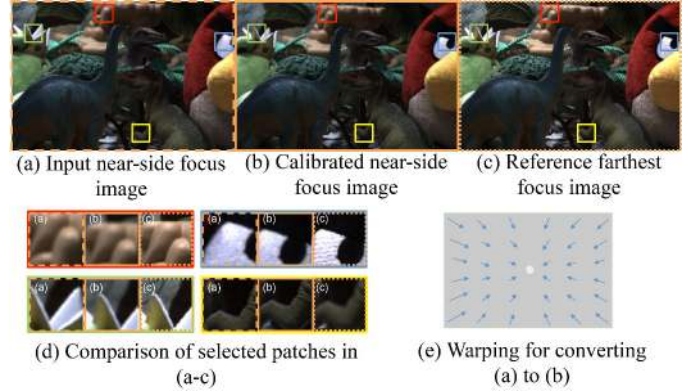 (a) Input near-side focus
image
(b) Calibrated near-side
focus image
(c) Reference farthest
focus image
(a) (b) (c)
(a) (b) (c)
(a) (b) (c)
(a) (b) (c)
(d) Comparison of selected patches in
(a-c)
(e) Warping for converting
(a) to (b)